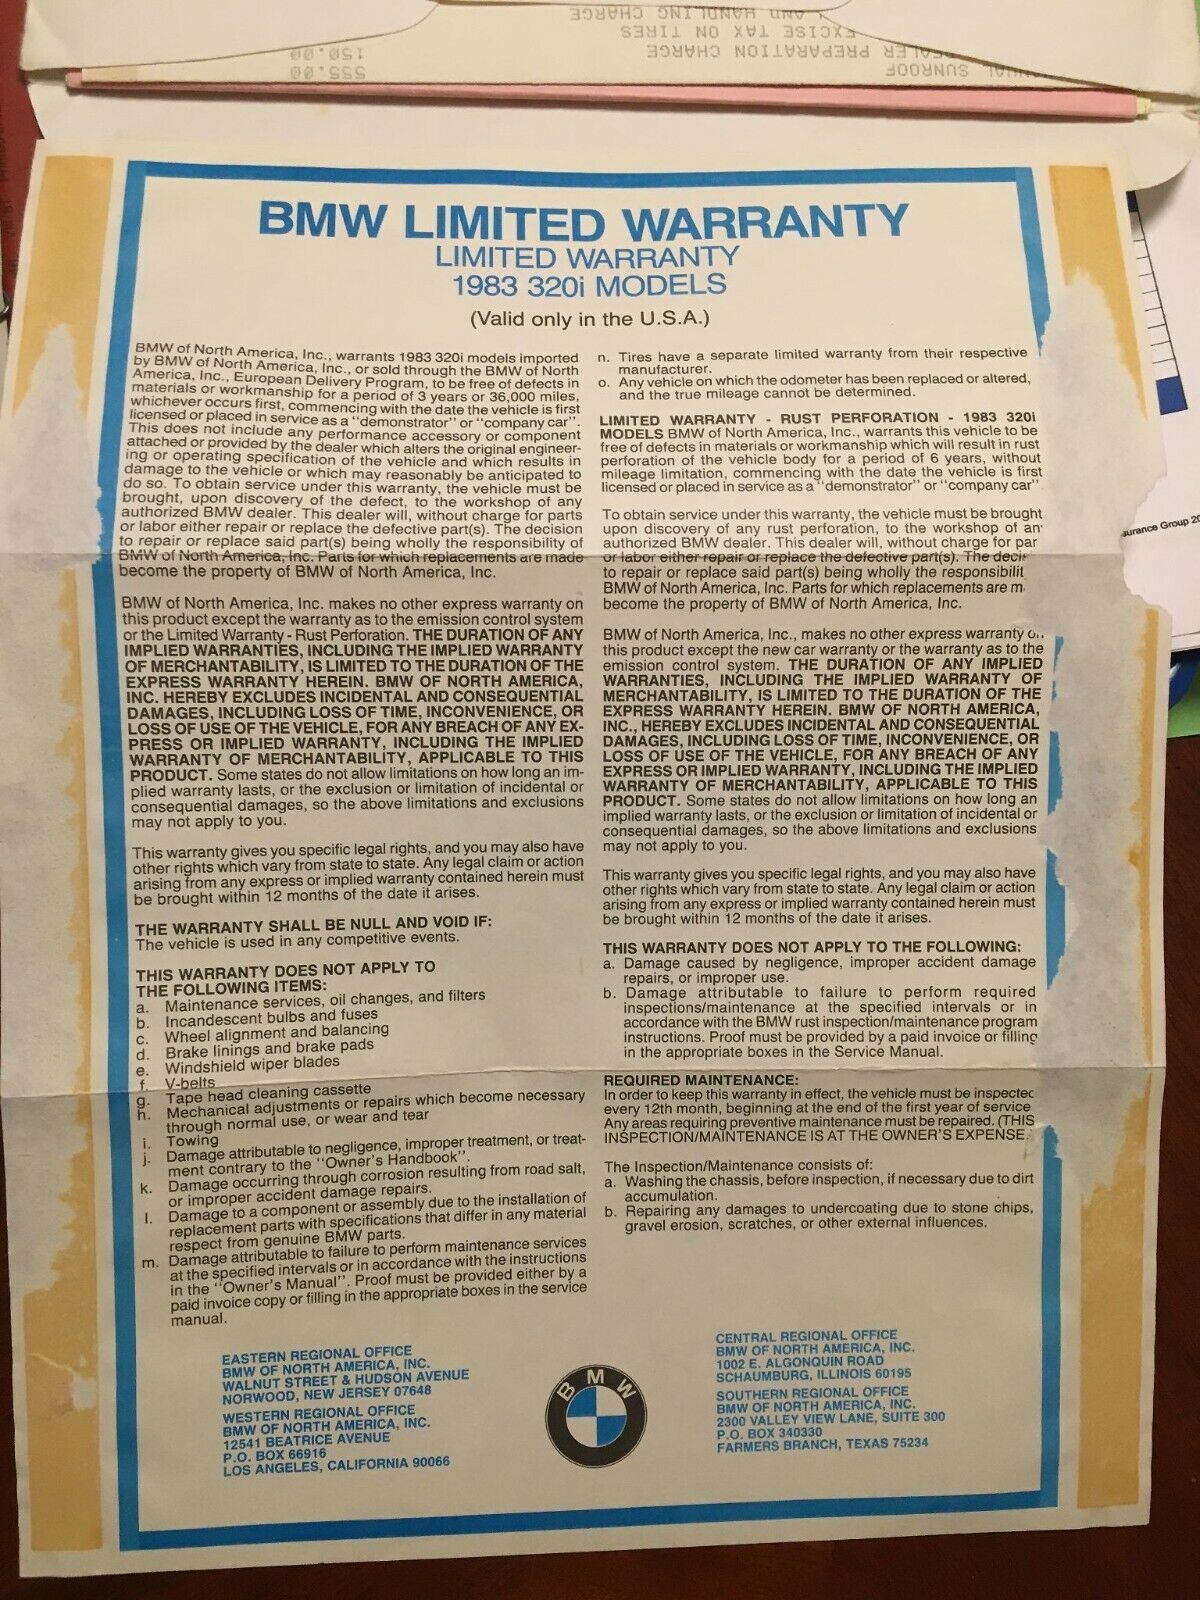 AND HANDLING CHARGE
EXCISE TAX ON TIRES
PREPARATION CHARGE
150.00
SUNROOF
555.00
BMW LIMITED WARRANTY
LIMITED WARRANTY
1983 320i MODELS
(Valid only in the U.S.A.)
BMW of North America, Inc., warrants 1983 320i models imported
by BMW of North America, Inc., or sold through the BMW of North
America, Inc., European Delivery Program, to be free of defects in
materials or workmanship for a period of 3 years or 36,000 miles,
whichever occurs first, commencing with the date the vehicle is first
licensed or placed in service as a "demonstrator" or "company car".
This does not include any performance accessory or component
attached or provided by the dealer which alters the original engineer-
ing or operating specification of the vehicle and which results in
damage to the vehicle or which may reasonably be anticipated to
do so. To obtain service under this warranty, the vehicle must be
brought, upon discovery of the defect, to the workshop of any
authorized BMW dealer. This dealer will, without charge for parts
or labor either repair or replace the defective part(s). The decision
to repair or replace said part(s) being wholly the responsibility of
BMW of North America, Inc. Parts for which replacements are made
become the property of BMW of North America, Inc.
BMW of North America, Inc. makes no other express warranty on
this product except the warranty as to the emission control system
or the Limited Warranty - Rust Perforation. THE DURATION OF ANY
IMPLIED WARRANTIES, INCLUDING THE IMPLIED WARRANTY
OF MERCHANTABILITY, IS LIMITED TO THE DURATION OF THE
EXPRESS WARRANTY HEREIN. BMW OF NORTH AMERICA,
INC. HEREBY EXCLUDES INCIDENTAL AND CONSEQUENTIAL
DAMAGES, INCLUDING LOSS OF TIME, INCONVENIENCE, OR
LOSS OF USE OF THE VEHICLE, FOR ANY BREACH OF ANY EX-
PRESS OR IMPLIED WARRANTY, INCLUDING THE IMPLIED
WARRANTY OF MERCHANTABILITY, APPLICABLE TO THIS
PRODUCT. Some states do not allow limitations on how long an im-
plied warranty lasts, or the exclusion or limitation of incidental or
consequential damages, so the above limitations and exclusions
may not apply to you.
This warranty gives you specific legal rights, and you may also have
other rights which vary from state to state. Any legal claim or action
arising from any express or implied warranty contained herein must
be brought within 12 months of the date it arises.
THE WARRANTY SHALL BE NULL AND VOID IF:
The vehicle is used in any competitive events.
THIS WARRANTY DOES NOT APPLY TO
THE FOLLOWING ITEMS:
a. Maintenance services, oil changes, and filters
b. Incandescent bulbs and fuses
c. Wheel alignment and balancing
d. Brake linings and brake pads
e. Windshield wiper blades
f. V-belts
g. Tape head cleaning cassette
h. Mechanical adjustments or repairs which become necessary
through normal use, or wear and tear
i. Towing
j. Damage attributable to negligence, improper treatment, or treat-
ment contrary to the "Owner's Handbook".
k. Damage occurring through corrosion resulting from road salt,
or improper accident damage repairs.
l. Damage to a component or assembly due to the installation of
replacement parts with specifications that differ in any material
respect from genuine BMW parts.
m. Damage attributable to failure to perform maintenance services
at the specified intervals or in accordance with the instructions
in the "Owner's Manual". Proof must be provided either by a
paid invoice copy or filling in the appropriate boxes in the service
manual.
n. Tires have a separate limited warranty from their respective
manufacturer.
o. Any vehicle on which the odometer has been replaced or altered,
and the true mileage cannot be determined.
LIMITED WARRANTY - RUST PERFORATION - 1983 320i
MODELS BMW of North America, Inc., warrants this vehicle to be
free of defects in materials or workmanship which will result in rust
perforation of the vehicle body for a period of 6 years, without
mileage limitation, commencing with the date the vehicle is first
licensed or placed in service as a "demonstrator" or "company car"
To obtain service under this warranty, the vehicle must be brought
upon discovery of any rust perforation, to the workshop of an
authorized BMW dealer. This dealer will, without charge for par
or labor either repair or replace the defective part(s). The deci
to repair or replace said part(s) being wholly the responsibilit
BMW of North America, Inc. Parts for which replacements are m
become the property of BMW of North America, Inc.
BMW of North America, Inc., makes no other express warranty o
this product except the new car warranty or the warranty as to the
emission control system. THE DURATION OF ANY IMPLIED
WARRANTIES, INCLUDING THE IMPLIED WARRANTY OF
MERCHANTABILITY, IS LIMITED TO THE DURATION OF THE
EXPRESS WARRANTY HEREIN. BMW OF NORTH AMERICA,
INC., HEREBY EXCLUDES INCIDENTAL AND CONSEQUENTIAL
DAMAGES, INCLUDING LOSS OF TIME, INCONVENIENCE, OR
LOSS OF USE OF THE VEHICLE, FOR ANY BREACH OF ANY
EXPRESS OR IMPLIED WARRANTY, INCLUDING THE IMPLIED
WARRANTY OF MERCHANTABILITY, APPLICABLE TO THIS
PRODUCT. Some states do not allow limitations on how long an
implied warranty lasts, or the exclusion or limitation of incidental or
consequential damages, so the above limitations and exclusions
may not apply to you.
This warranty gives you specific legal rights, and you may also have
other rights which vary from state to state. Any legal claim or action
arising from any express or implied warranty contained herein must
be brought within 12 months of the date it arises.
THIS WARRANTY DOES NOT APPLY TO THE FOLLOWING:
a. Damage caused by negligence, improper accident damage
repairs, or improper use.
b. Damage attributable to failure to perform required
inspections/maintenance at the specified intervals or in
accordance with the BMW rust inspection/maintenance program
instructions. Proof must be provided by a paid invoice or filling
in the appropriate boxes in the Service Manual.
REQUIRED MAINTENANCE:
In order to keep this warranty in effect, the vehicle must be inspected
every 12th month, beginning at the end of the first year of service
Any areas requiring preventive maintenance must be repaired. (THIS
INSPECTION/MAINTENANCE IS AT THE OWNER'S EXPENSE.
The Inspection/Maintenance consists of:
a. Washing the chassis, before inspection, if necessary due to dirt
accumulation.
b. Repairing any damages to undercoating due to stone chips,
gravel erosion, scratches, or other external influences.
urance Group 20
EASTERN REGIONAL OFFICE
BMW OF NORTH AMERICA, INC.
WALNUT STREET & HUDSON AVENUE
NORWOOD, NEW JERSEY 07648
WESTERN REGIONAL OFFICE
BMW OF NORTH AMERICA, INC.
12541 BEATRICE AVENUE
P.O. BOX 66916
LOS ANGELES, CALIFORNIA 90066
BMW
CENTRAL REGIONAL OFFICE
BMW OF NORTH AMERICA, INC.
1002 E. ALGONQUIN ROAD
SCHAUMBURG, ILLINOIS 60195
SOUTHERN REGIONAL OFFICE
BMW OF NORTH AMERICA, INC.
2300 VALLEY VIEW LANE, SUITE 300
P.O. BOX 340330
FARMERS BRANCH, TEXAS 75234